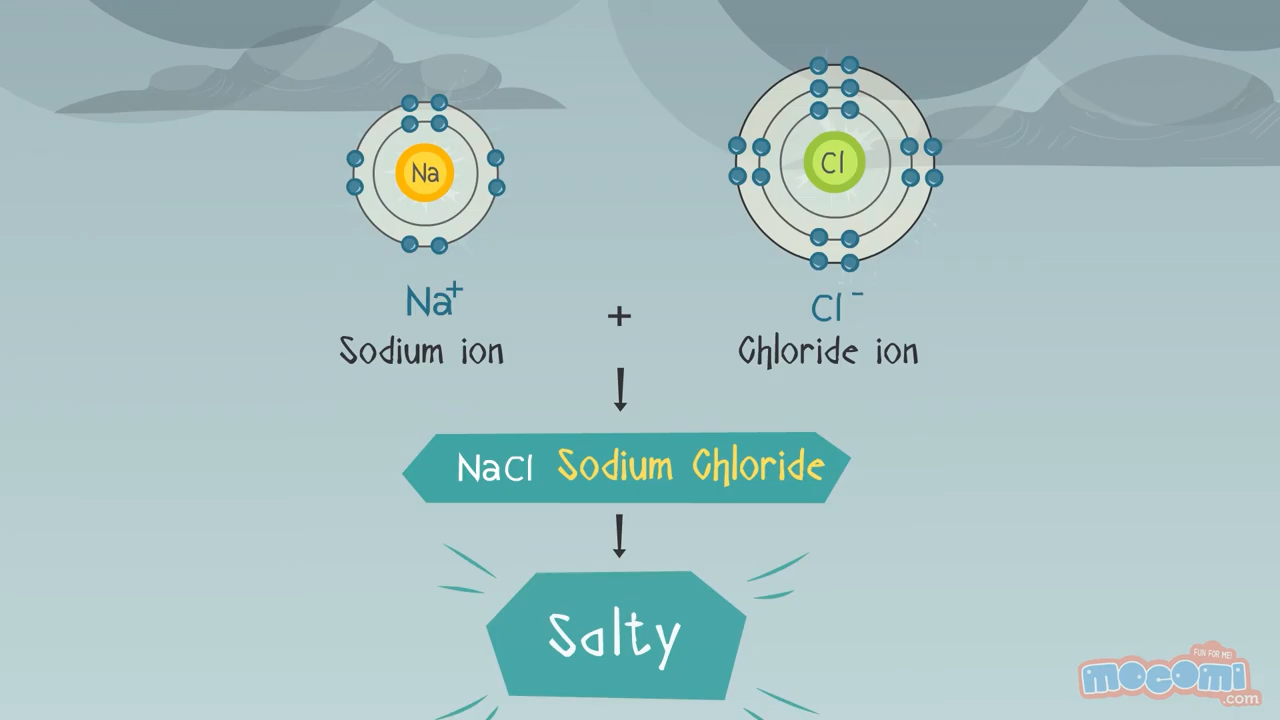 Na
Cl
Na⁺
+
Cl⁻
Sodium ion
Chloride ion
NaCl Sodium Chloride
Salty
FUN FOR ME!
mocomi
.com